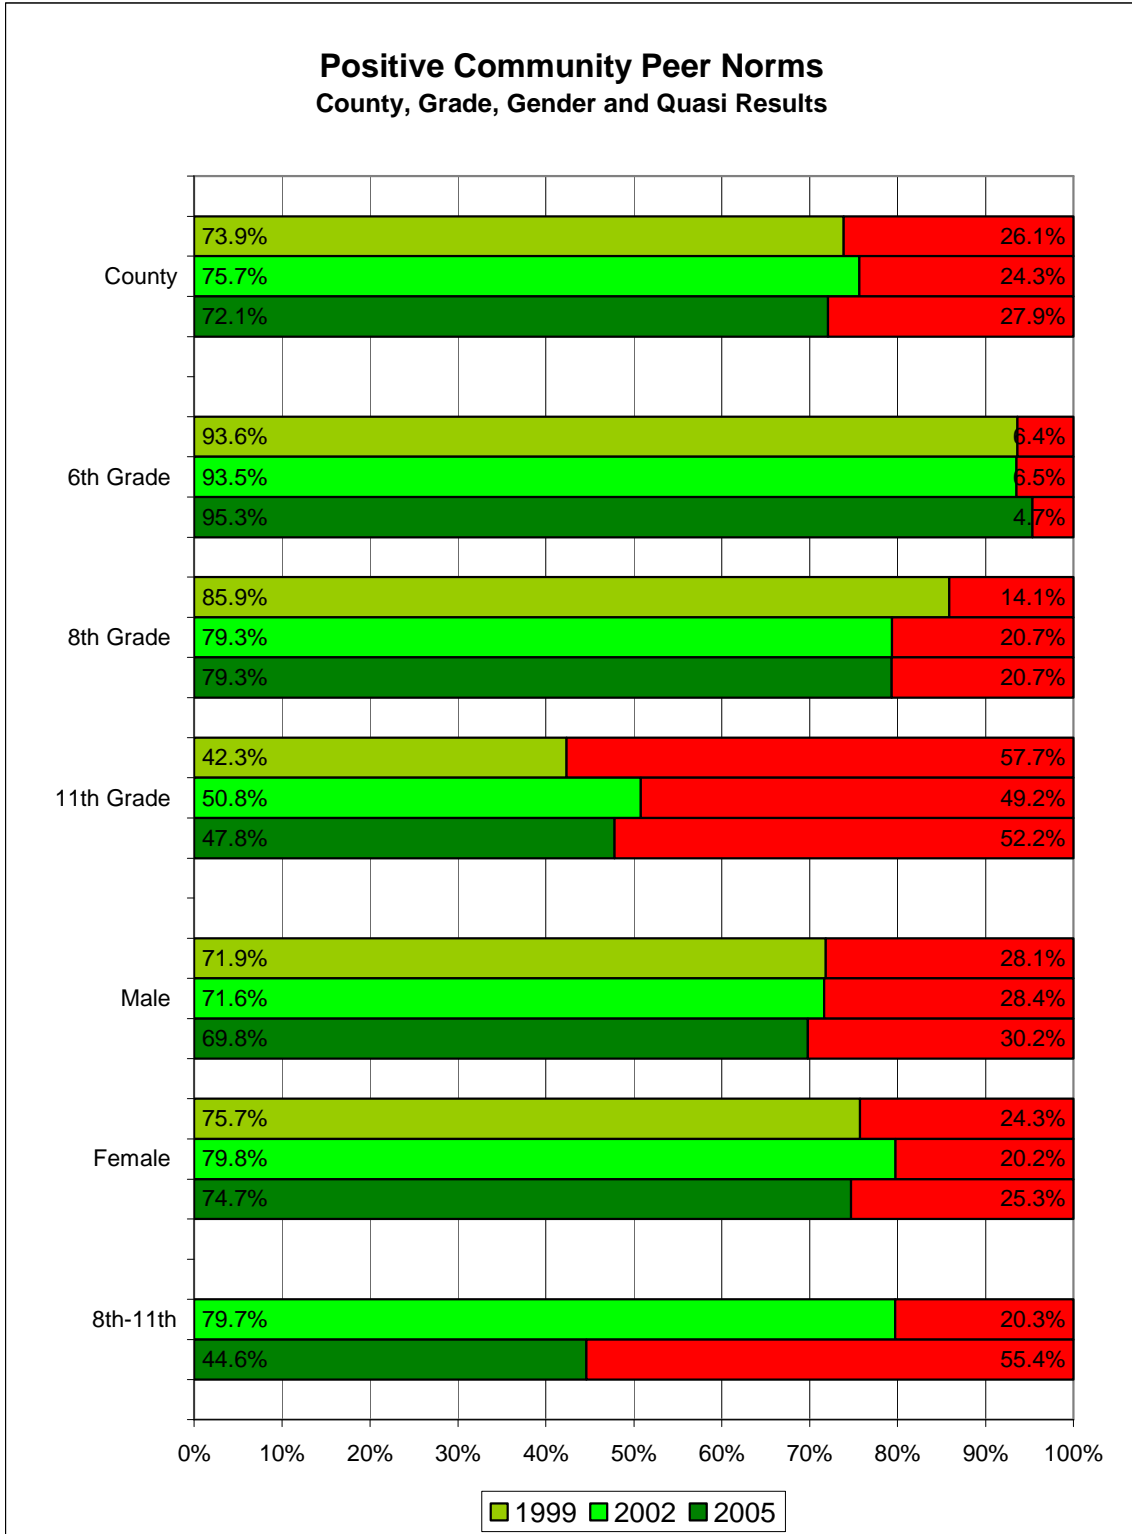 Positive Community Peer Norms
County, Grade, Gender and Quasi Results
73.9% 26.1%
County 75.7% 24.3%
72.1% 27.9%
93.6% 6.4%
6th Grade 93.5% 6.5%
95.3% 4.7%
85.9% 14.1%
8th Grade 79.3% 20.7%
79.3% 20.7%
42.3% 57.7%
11th Grade 50.8% 49.2%
47.8% 52.2%
71.9% 28.1%
Male 71.6% 28.4%
69.8% 30.2%
75.7% 24.3%
Female 79.8% 20.2%
74.7% 25.3%
8th-11th 79.7% 20.3%
44.6% 55.4%
0% 10% 20% 30% 40% 50% 60% 70% 80% 90% 100%
1999 2002 2005